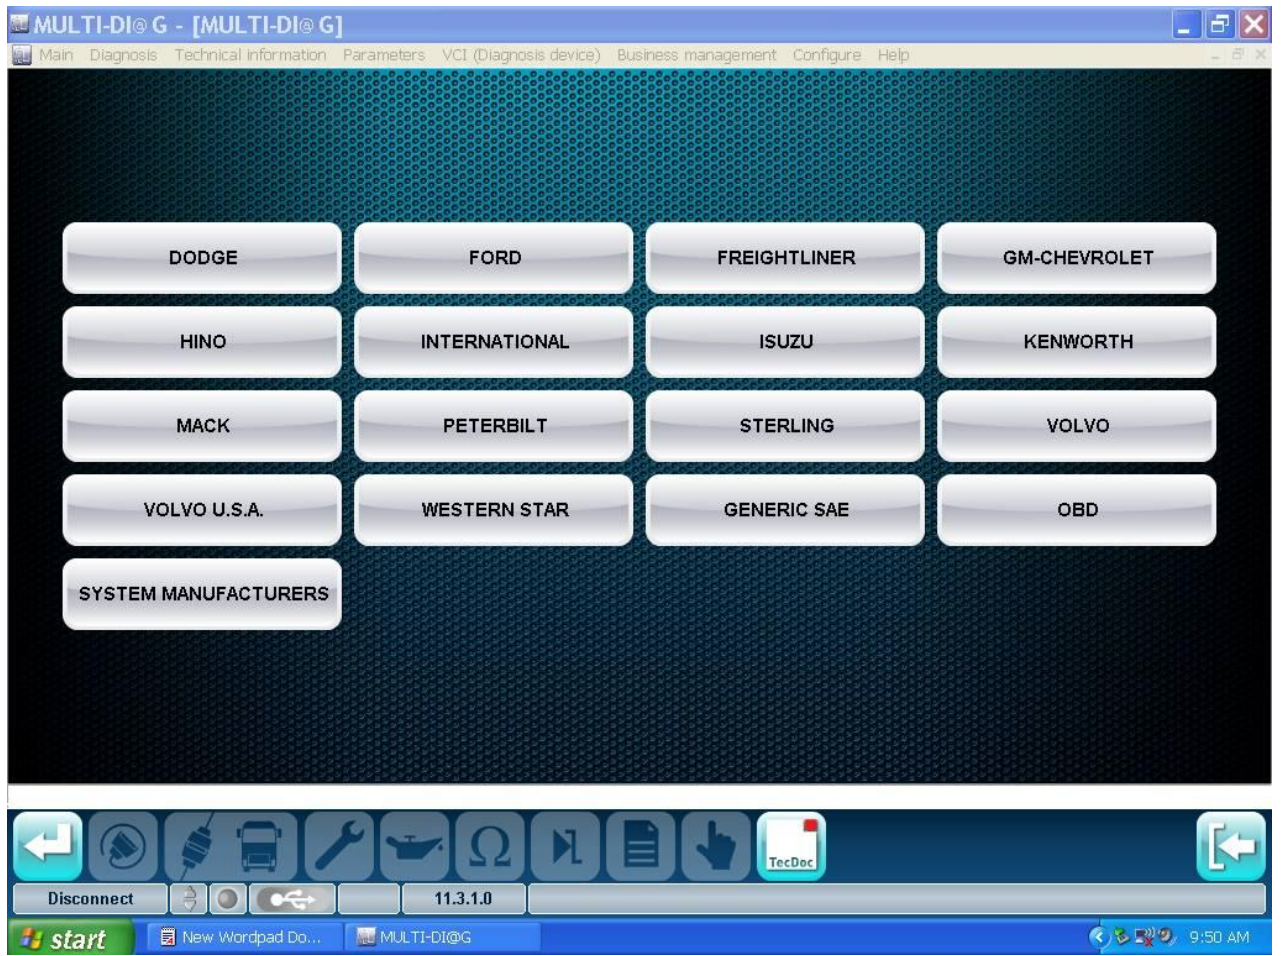 MULTI-DI@G - [MULTI-DI@G]
Main Diagnosis Technical information Parameters VCI (Diagnosis device) Business management Configure Help
DODGE FORD FREIGHTLINER GM-CHEVROLET
HINO INTERNATIONAL ISUZU KENWORTH
MACK PETERBILT STERLING VOLVO
VOLVO U.S.A. WESTERN STAR GENERIC SAE OBD
SYSTEM MANUFACTURERS
TecDoc
Disconnect 11.3.1.0
start New Wordpad Do... MULTI-DI@G 9:50 AM